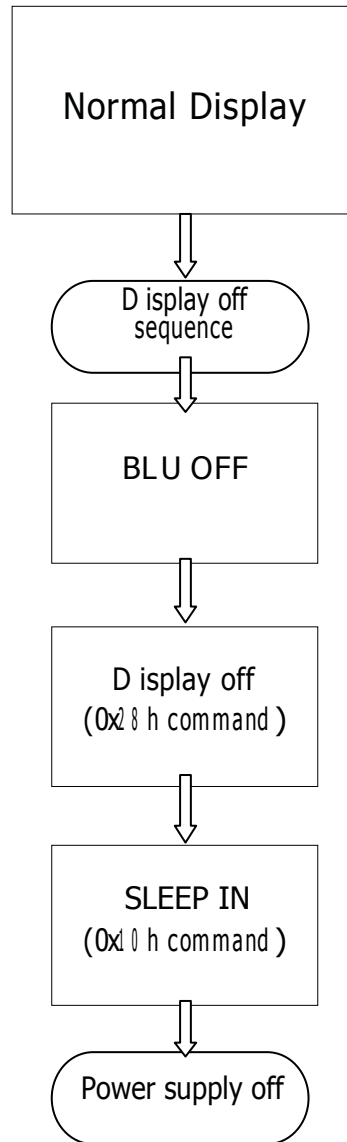 Normal Display
Display off
sequence
BLU OFF
Display off
(0x28h command)
SLEEP IN
(0x10h command)
Power supply off